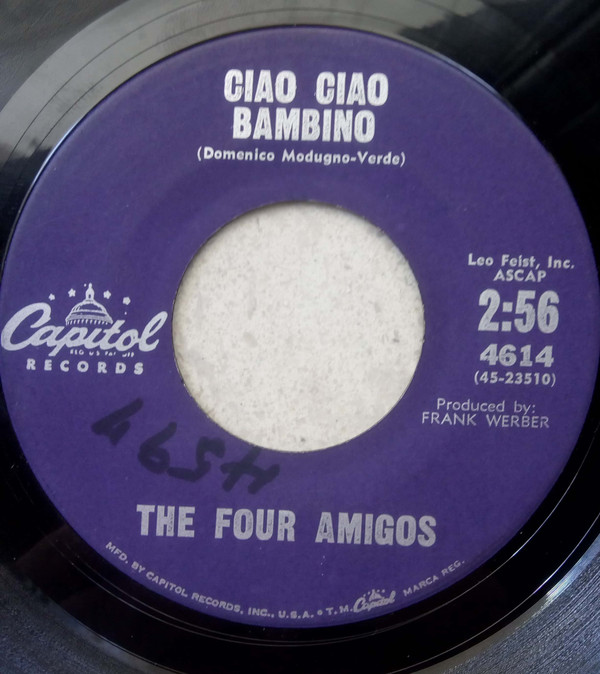 CIAO CIAO
BAMBINO
(Domenico Modugno-Verde)
Leo Feist, Inc.
ASCAP
2:56
4614
(45-23510)
Produced by:
FRANK WERBER
Capitol
RECORDS
THE FOUR AMIGOS
MFD. BY CAPITOL RECORDS, INC., U.S.A. • T.M. Capitol MARCA REG.